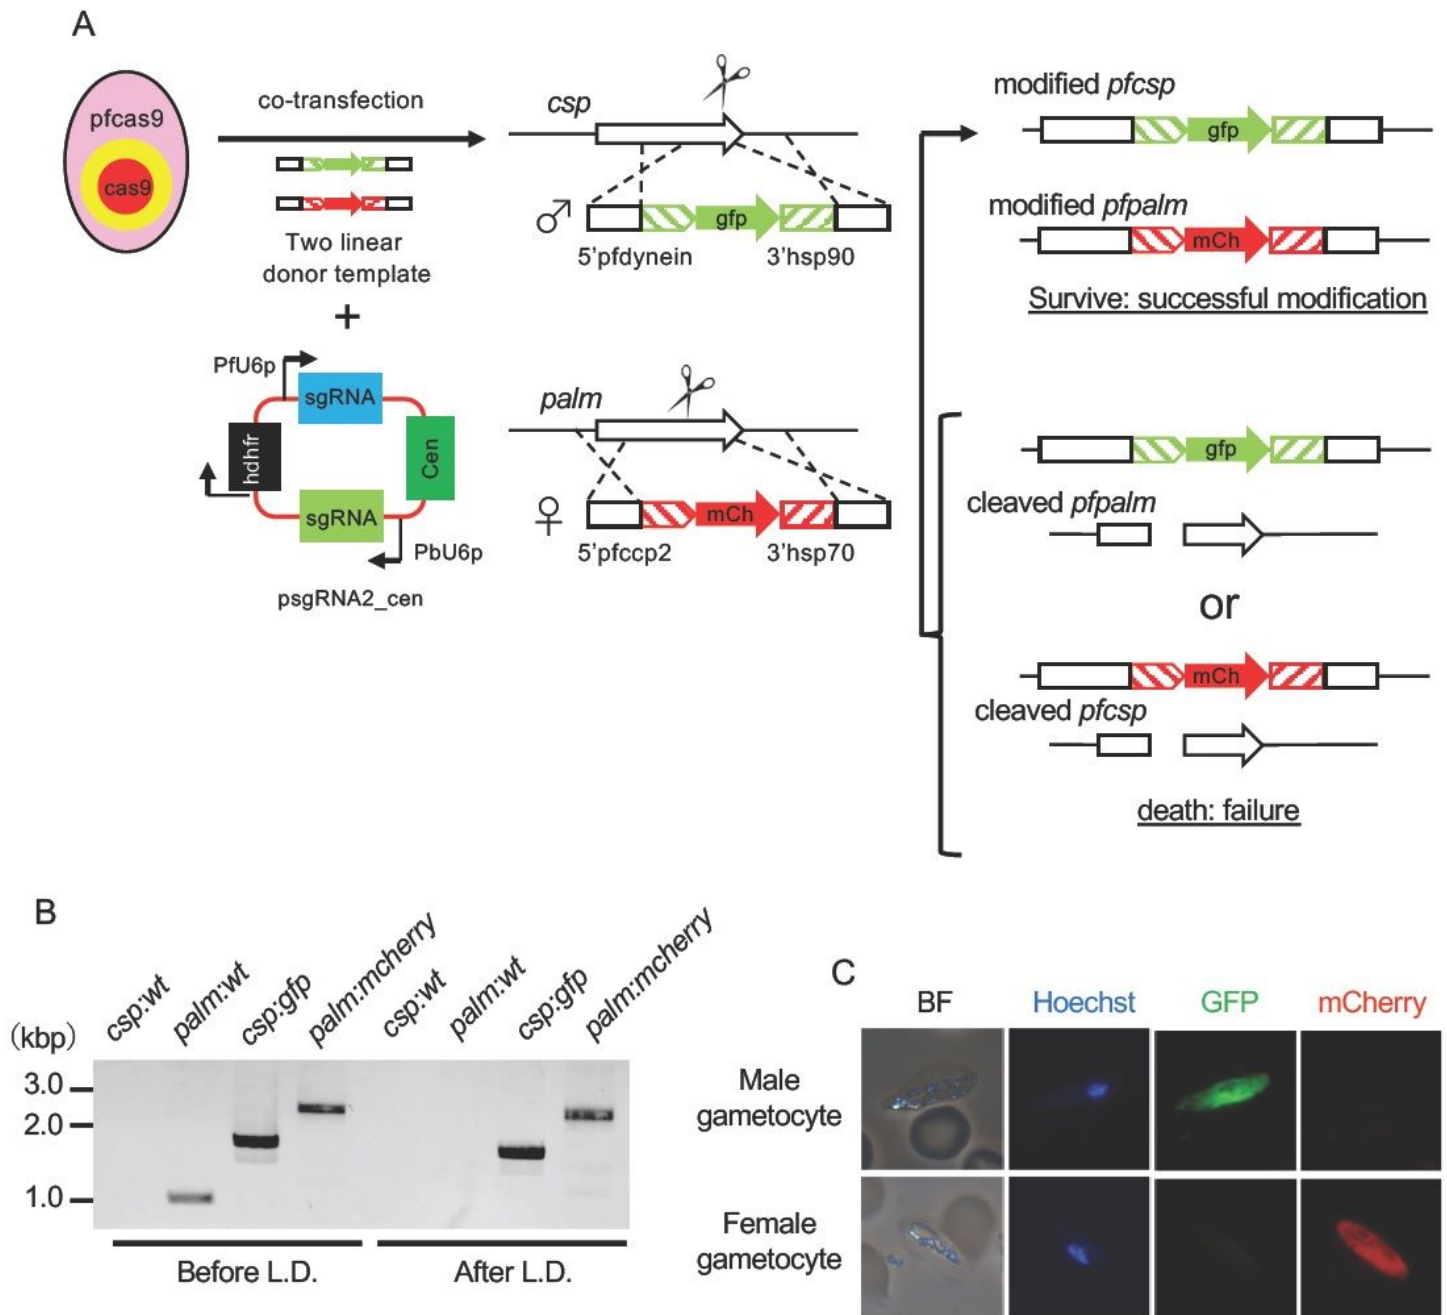 A
pfcas9
cas9
co-transfection
Two linear
donor template
+
PfU6p
sgRNA
hdhfr
Cen
sgRNA
PbU6p
psgRNA2_cen
csp
♂
gfp
5'pfdynein
3'hsp90
palm
♀
mCh
5'pfccp2
3'hsp70
modified pfcsp
gfp
modified pfpalm
mCh
Survive: successful modification
gfp
cleaved pfpalm
or
mCh
cleaved pfcsp
death: failure
B
(kbp)
csp:wt
palm:wt
csp:gfp
palm:mcherry
csp:wt
palm:wt
csp:gfp
palm:mcherry
3.0
2.0
1.0
Before L.D.
After L.D.
C
BF
Hoechst
GFP
mCherry
Male
gametocyte
Female
gametocyte